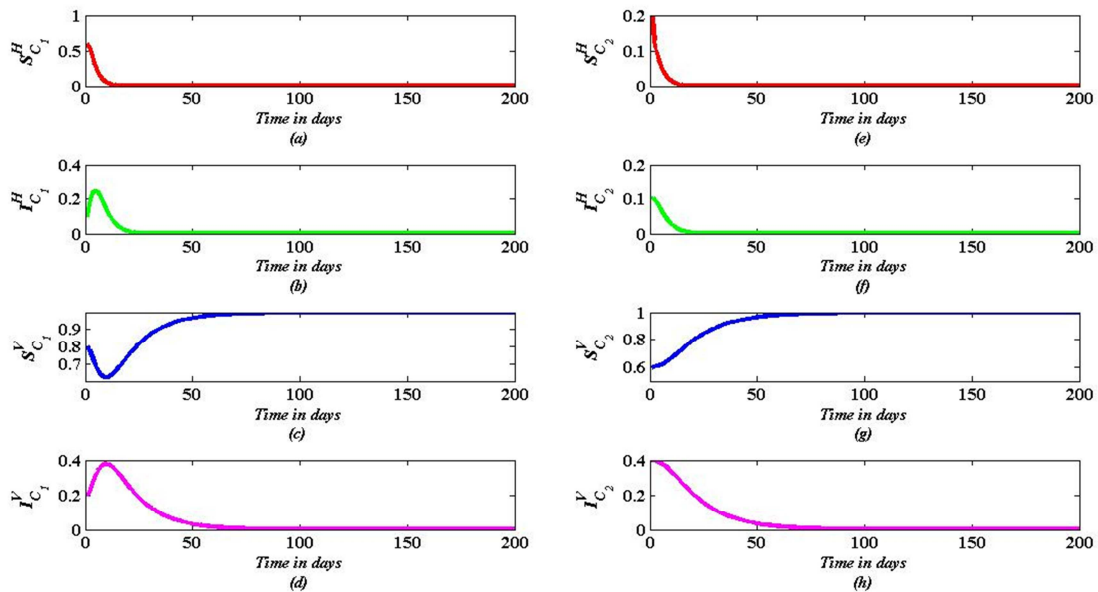 1
0.5
0
S^H_{C_1}
0 50 100 150 200
Time in days
(a)
0.2
0.1
0
S^H_{C_2}
0 50 100 150 200
Time in days
(e)
0.4
0.2
0
I^H_{C_1}
0 50 100 150 200
Time in days
(b)
0.2
0.1
0
I^H_{C_2}
0 50 100 150 200
Time in days
(f)
0.9
0.8
0.7
S^V_{C_1}
0 50 100 150 200
Time in days
(c)
1
0.8
0.6
S^V_{C_2}
0 50 100 150 200
Time in days
(g)
0.4
0.2
0
I^V_{C_1}
0 50 100 150 200
Time in days
(d)
0.4
0.2
0
I^V_{C_2}
0 50 100 150 200
Time in days
(h)